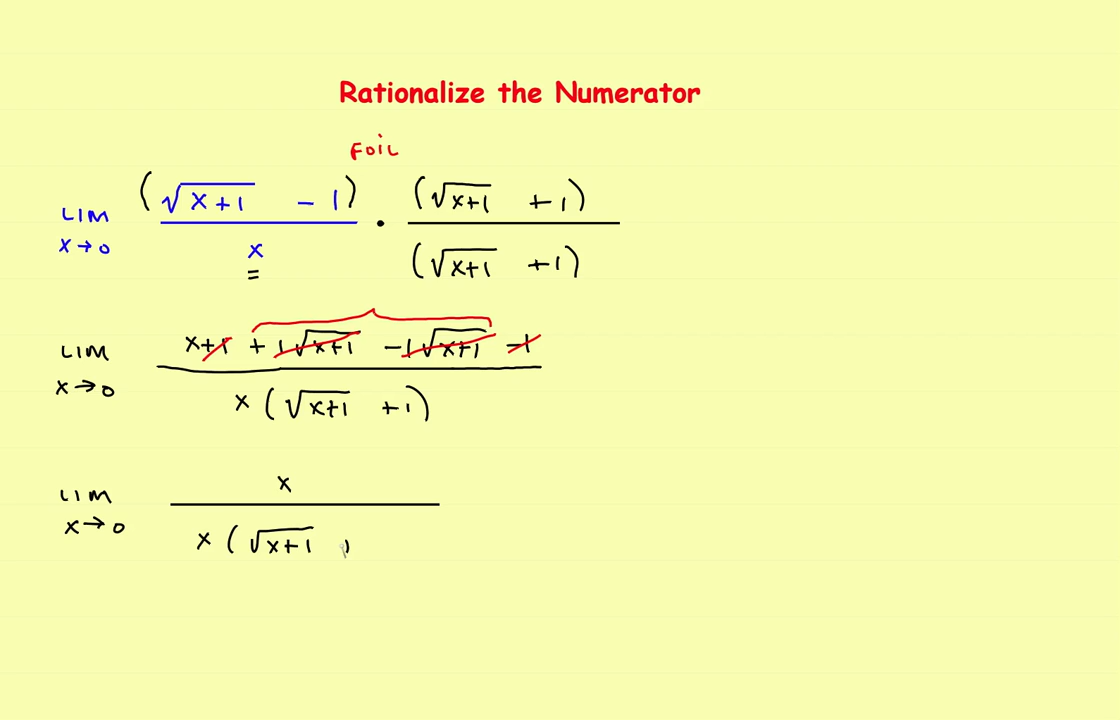 Rationalize the Numerator
FOIL
LIM x→0 (√(x+1) − 1) / x · (√(x+1) + 1) / (√(x+1) + 1)
LIM x→0 (x+1 + 1√(x+1) − 1√(x+1) − 1) / (x (√(x+1) + 1))
LIM x→0 x / (x (√(x+1)